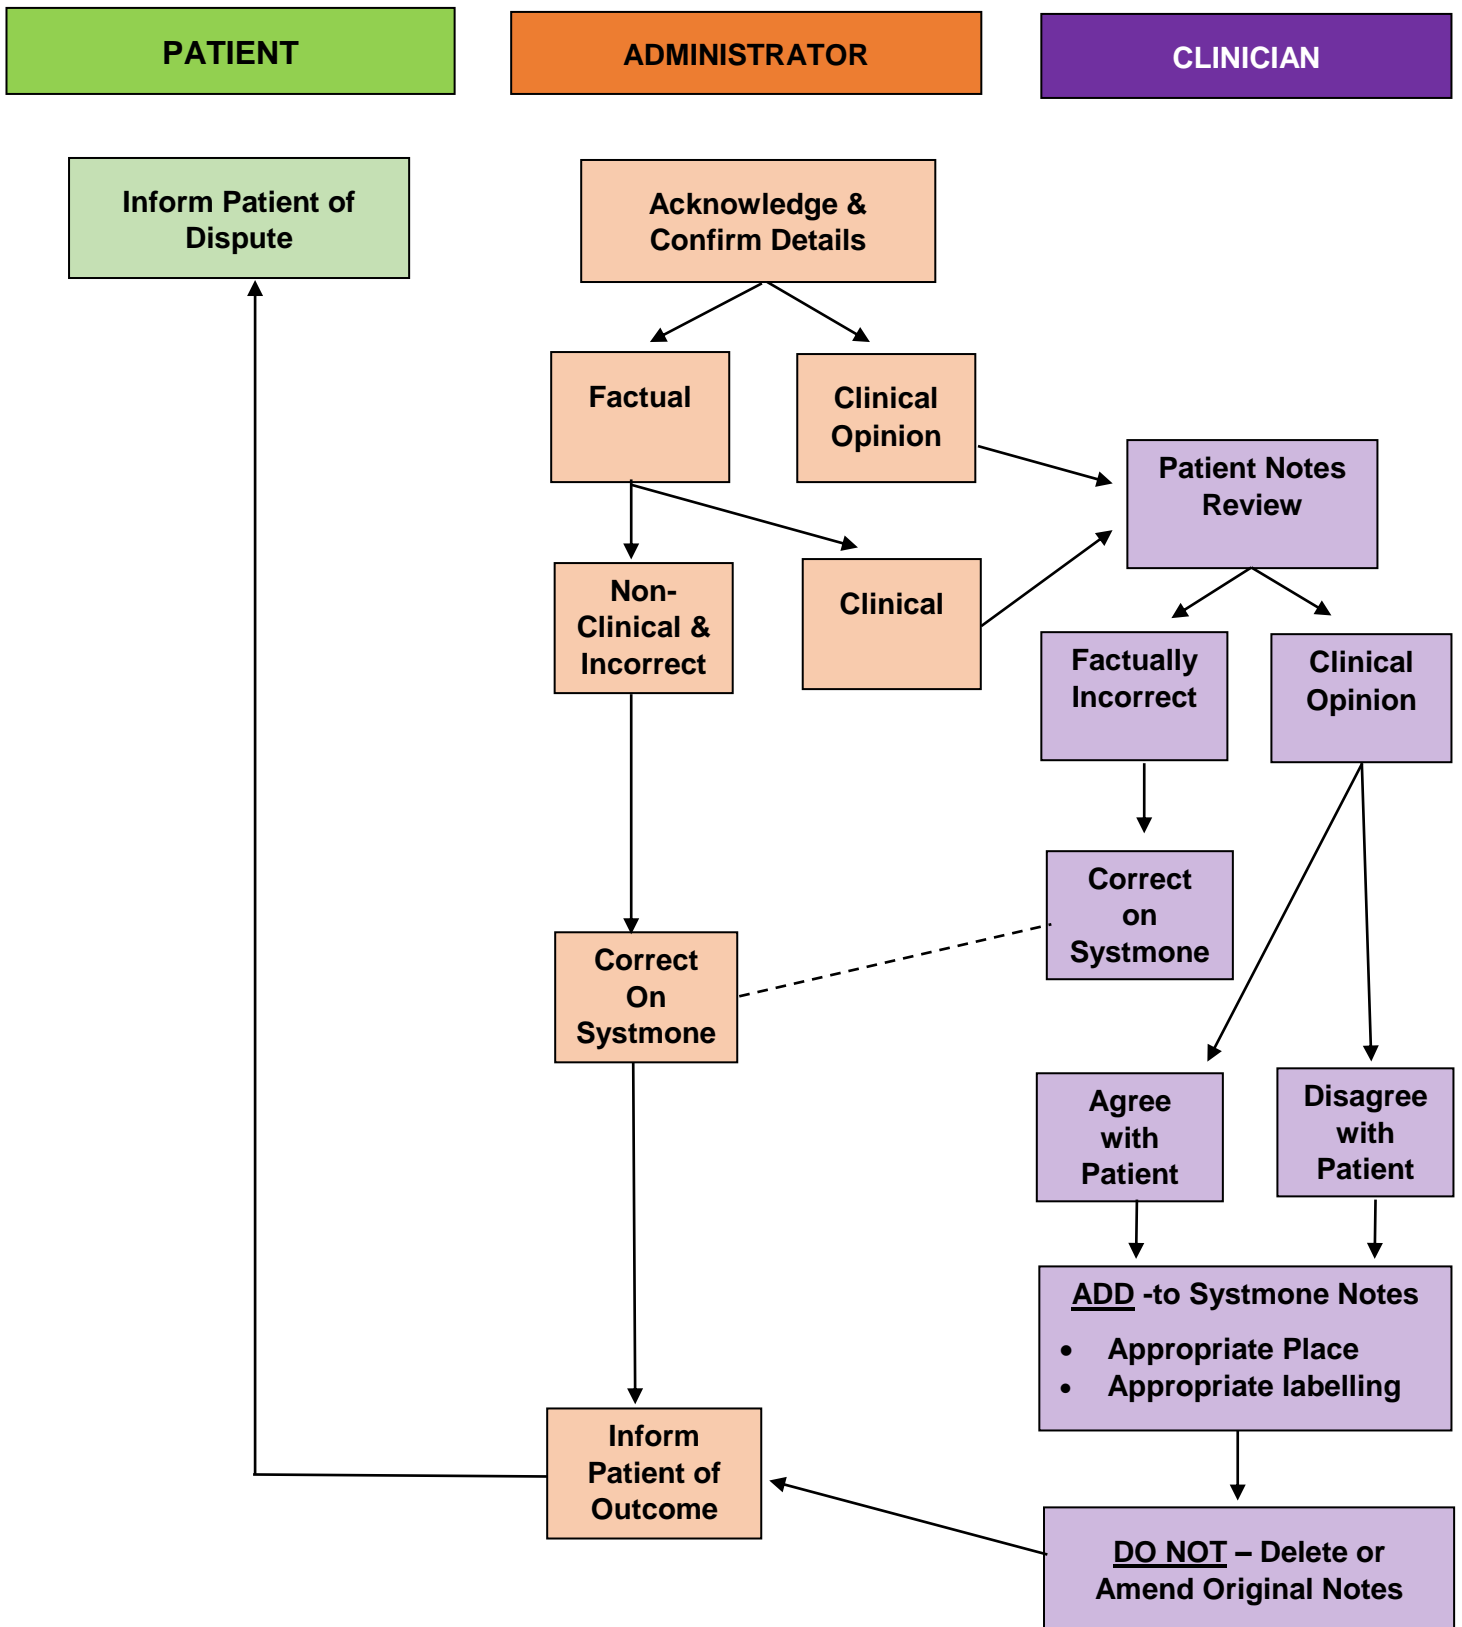 PATIENT
ADMINISTRATOR
CLINICIAN
Inform Patient of
Dispute
Acknowledge &
Confirm Details
Factual
Clinical
Opinion
Patient Notes
Review
Non-
Clinical &
Incorrect
Clinical
Factually
Incorrect
Clinical
Opinion
Correct
on
Systmone
Correct
On
Systmone
Agree
with
Patient
Disagree
with
Patient
ADD -to Systmone Notes
• Appropriate Place
• Appropriate labelling
Inform
Patient of
Outcome
DO NOT – Delete or
Amend Original Notes